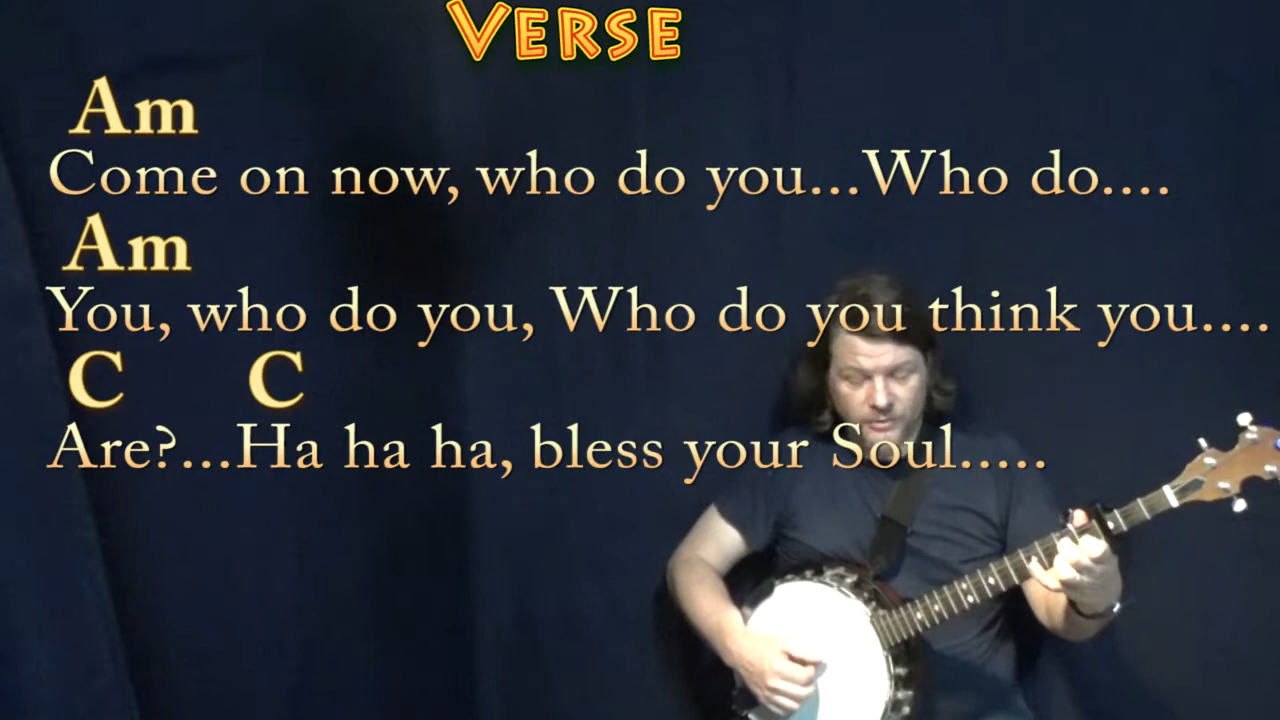 VERSE
Am
Come on now, who do you...Who do....
Am
You, who do you, Who do you think you....
C C
Are?...Ha ha ha, bless your Soul.....